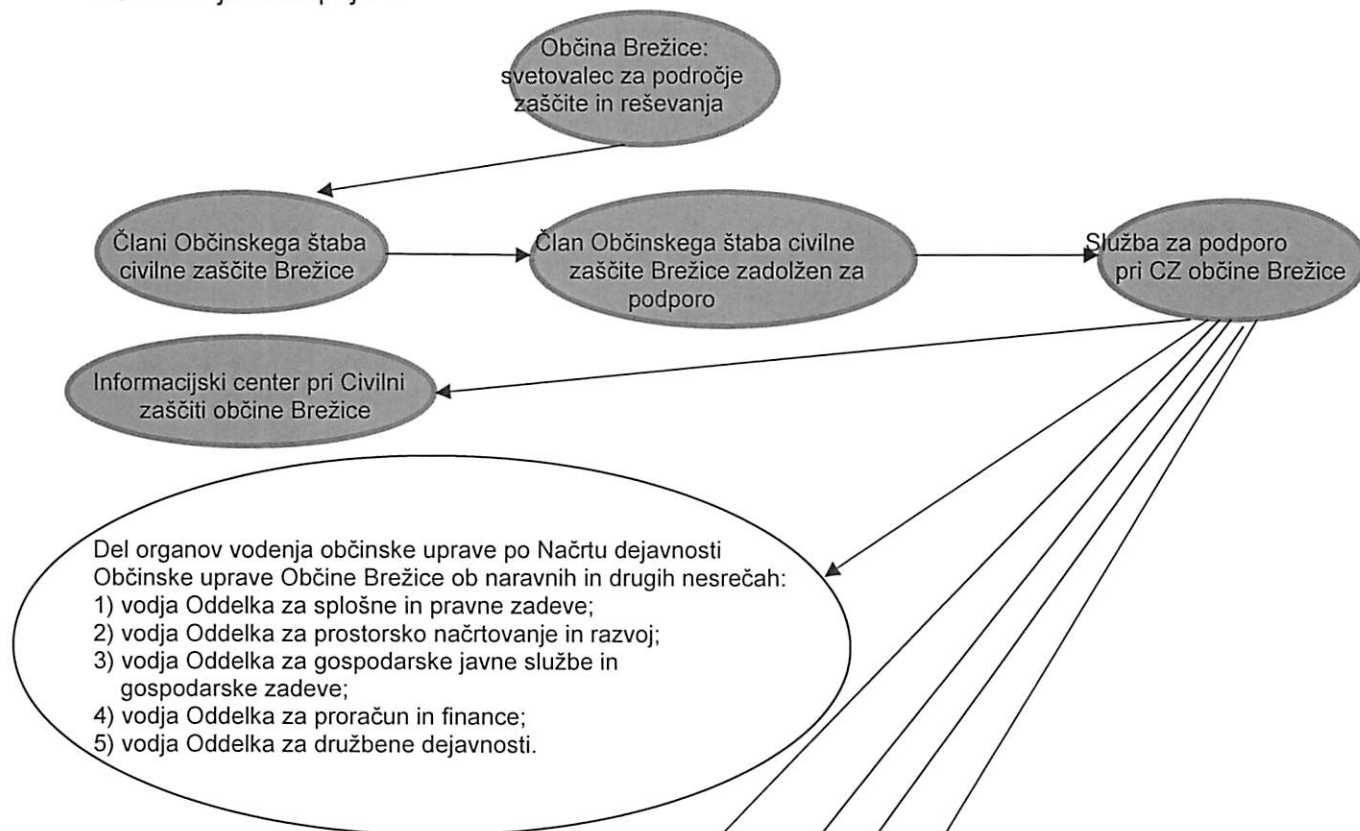 Občina Brežice:
svetovalec za področje
zaščite in reševanja
Člani Občinskega štaba
civilne zaščite Brežice
Član Občinskega štaba civilne
zaščite Brežice zadolžen za
podporo
Služba za podporo
pri CZ občine Brežice
Informacijski center pri Civilni
zaščiti občine Brežice
Del organov vodenja občinske uprave po Načrtu dejavnosti
Občinske uprave Občine Brežice ob naravnih in drugih nesrečah:
1) vodja Oddelka za splošne in pravne zadeve;
2) vodja Oddelka za prostorsko načrtovanje in razvoj;
3) vodja Oddelka za gospodarske javne službe in
gospodarske zadeve;
4) vodja Oddelka za proračun in finance;
5) vodja Oddelka za družbene dejavnosti.